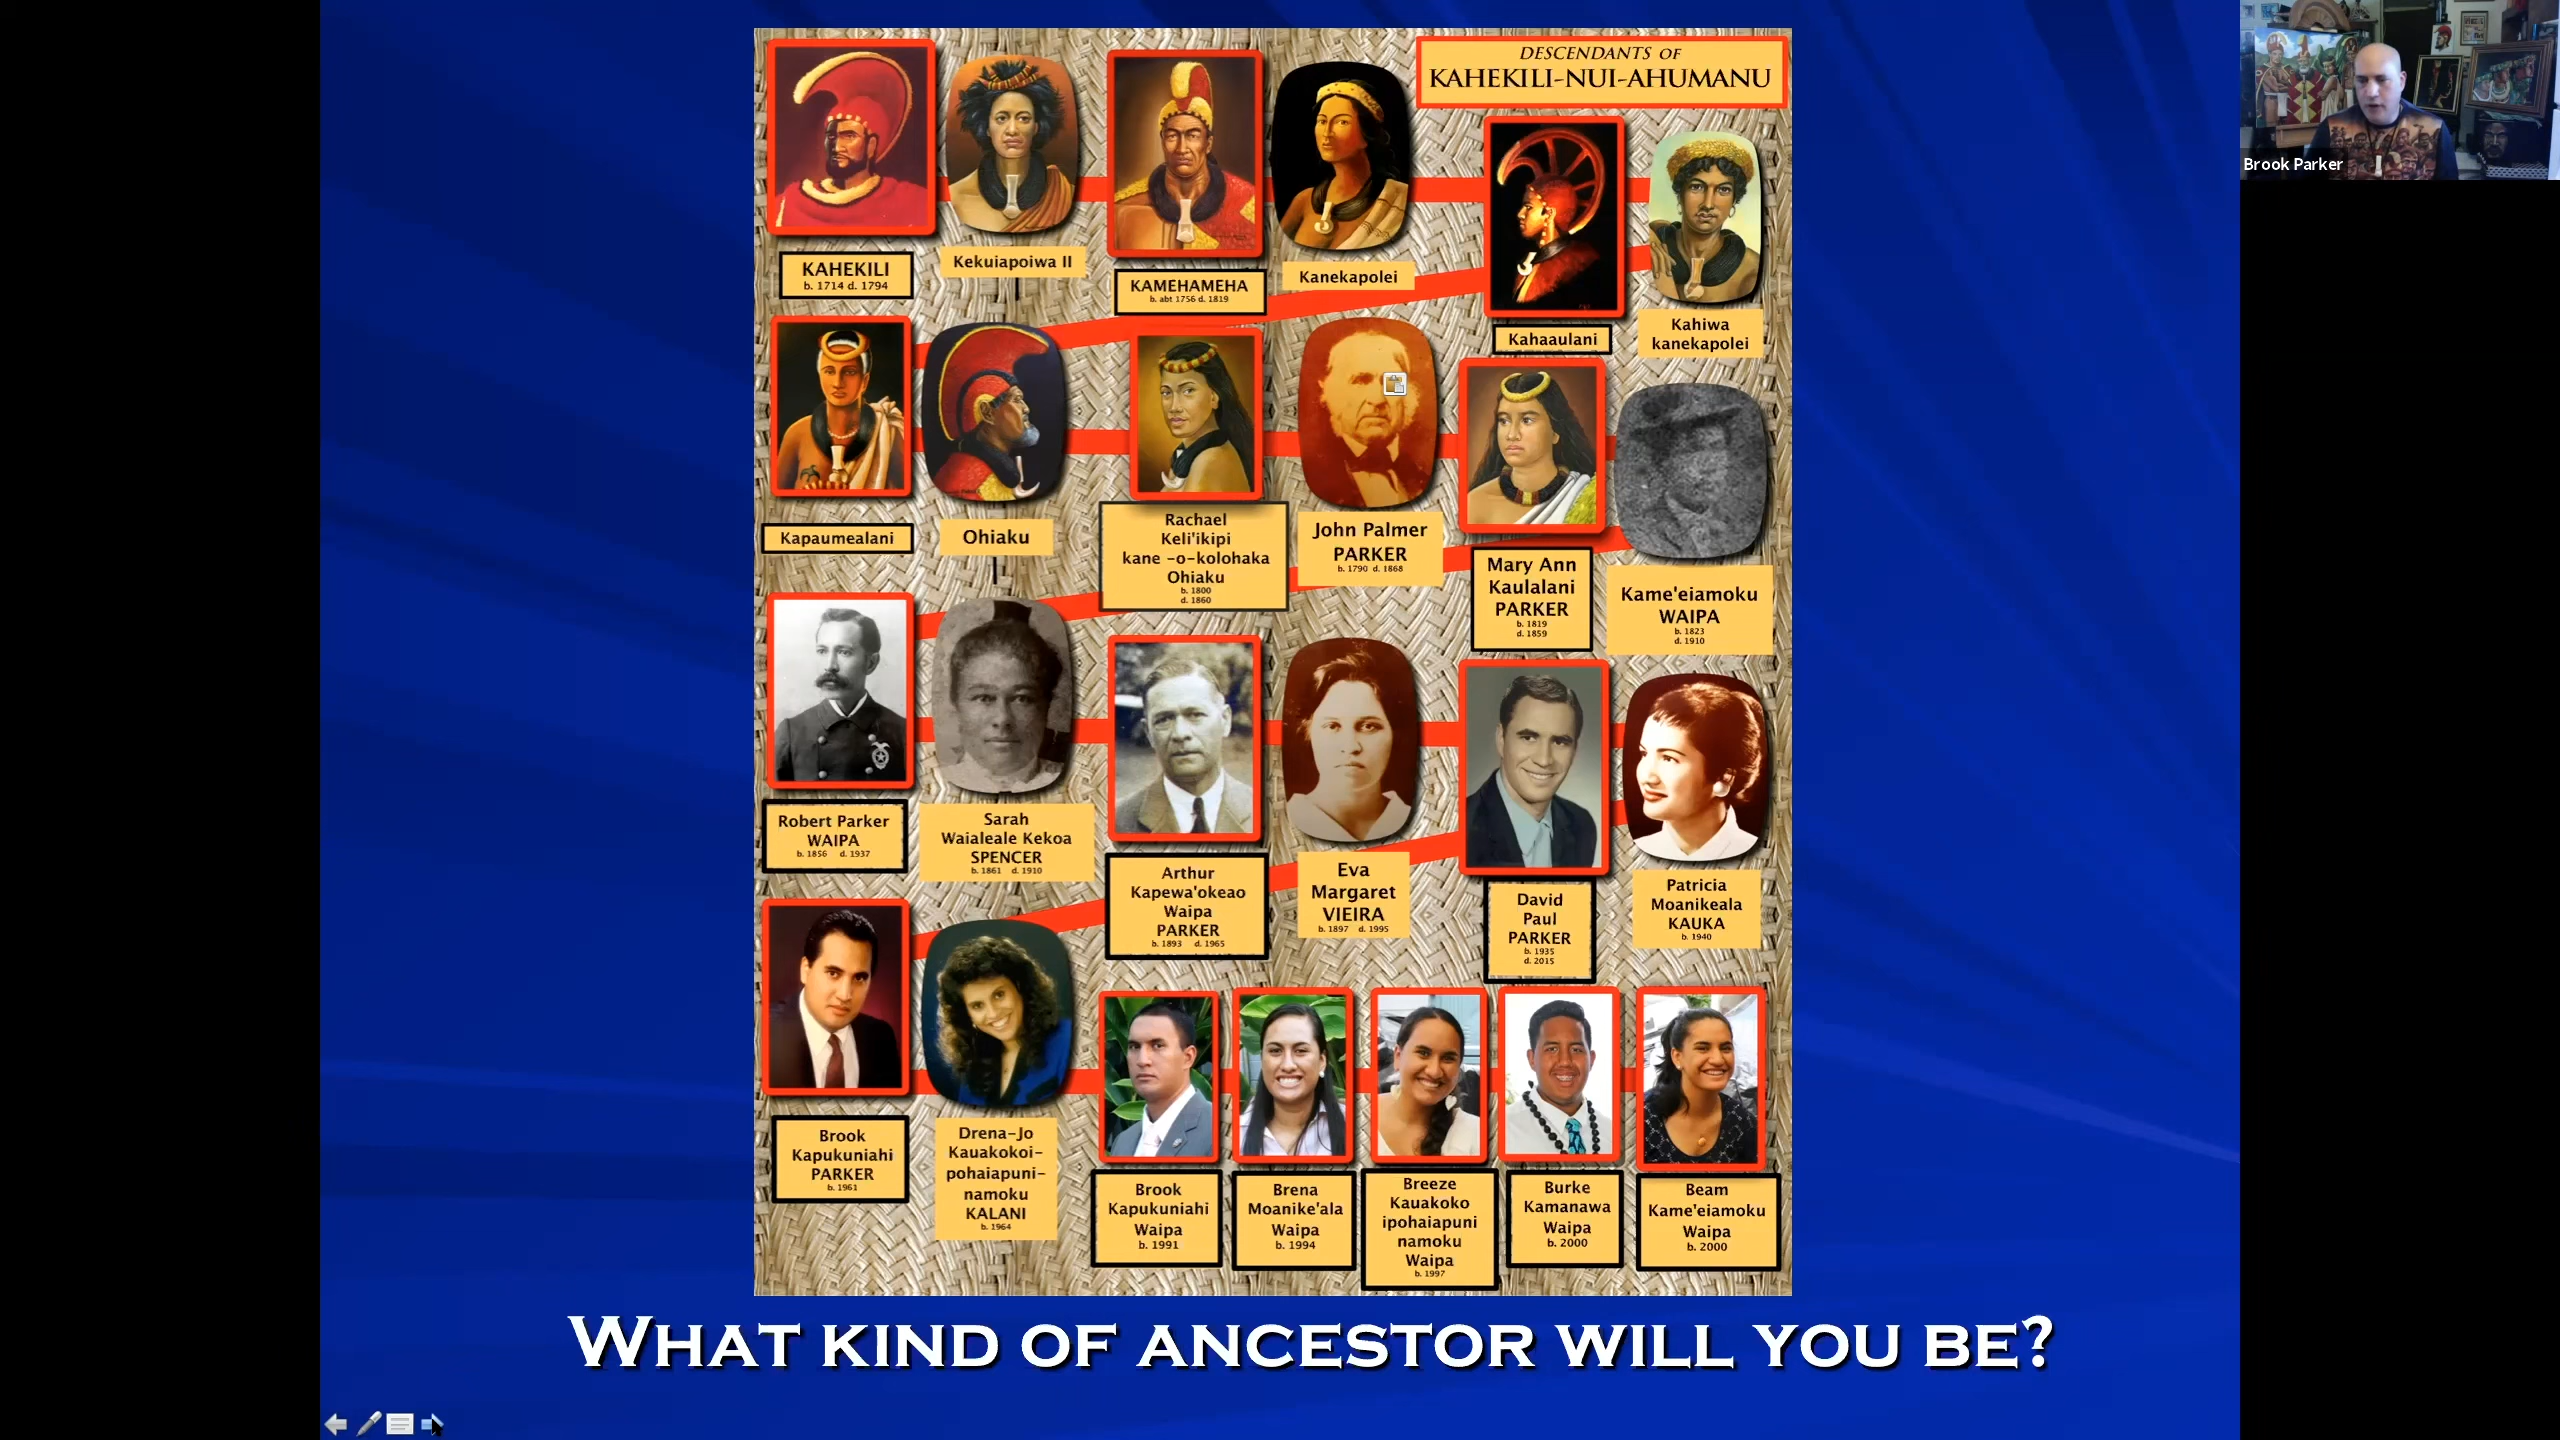 DESCENDANTS OF
KAHEKILI-NUI-AHUMANU
Brook Parker
KAHEKILI
b. 1714 d. 1794
Kekuiapoiwa II
KAMEHAMEHA
b. abt 1756 d. 1819
Kanekapolei
Kahaaulani
Kahiwa
kanekapolei
Kapaumealani
Ohiaku
Rachael
Keli'ikipi
kane -o-kolohaka
Ohiaku
b. 1800
d. 1860
John Palmer
PARKER
b. 1790 d. 1868
Mary Ann
Kaulalani
PARKER
b. 1819
d. 1859
Kame'eiamoku
WAIPA
b. 1823
d. 1910
Robert Parker
WAIPA
b. 1856 d. 1937
Sarah
Waialeale Kekoa
SPENCER
b. 1861 d. 1910
Arthur
Kapewa'okeao
Waipa
PARKER
b. 1893 d. 1965
Eva
Margaret
VIEIRA
b. 1897 d. 1995
David
Paul
PARKER
b. 1935
d. 2015
Patricia
Moanikeala
KAUKA
b. 1940
Brook
Kapukuniahi
PARKER
b. 1961
Drena-Jo
Kauakokoi-
pohaiapuni-
namoku
KALANI
b. 1964
Brook
Kapukuniahi
Waipa
b. 1991
Brena
Moanike'ala
Waipa
b. 1994
Breeze
Kauakoko
ipohaiapuni
namoku
Waipa
b. 1997
Burke
Kamanawa
Waipa
b. 2000
Beam
Kame'eiamoku
Waipa
b. 2000
WHAT KIND OF ANCESTOR WILL YOU BE?